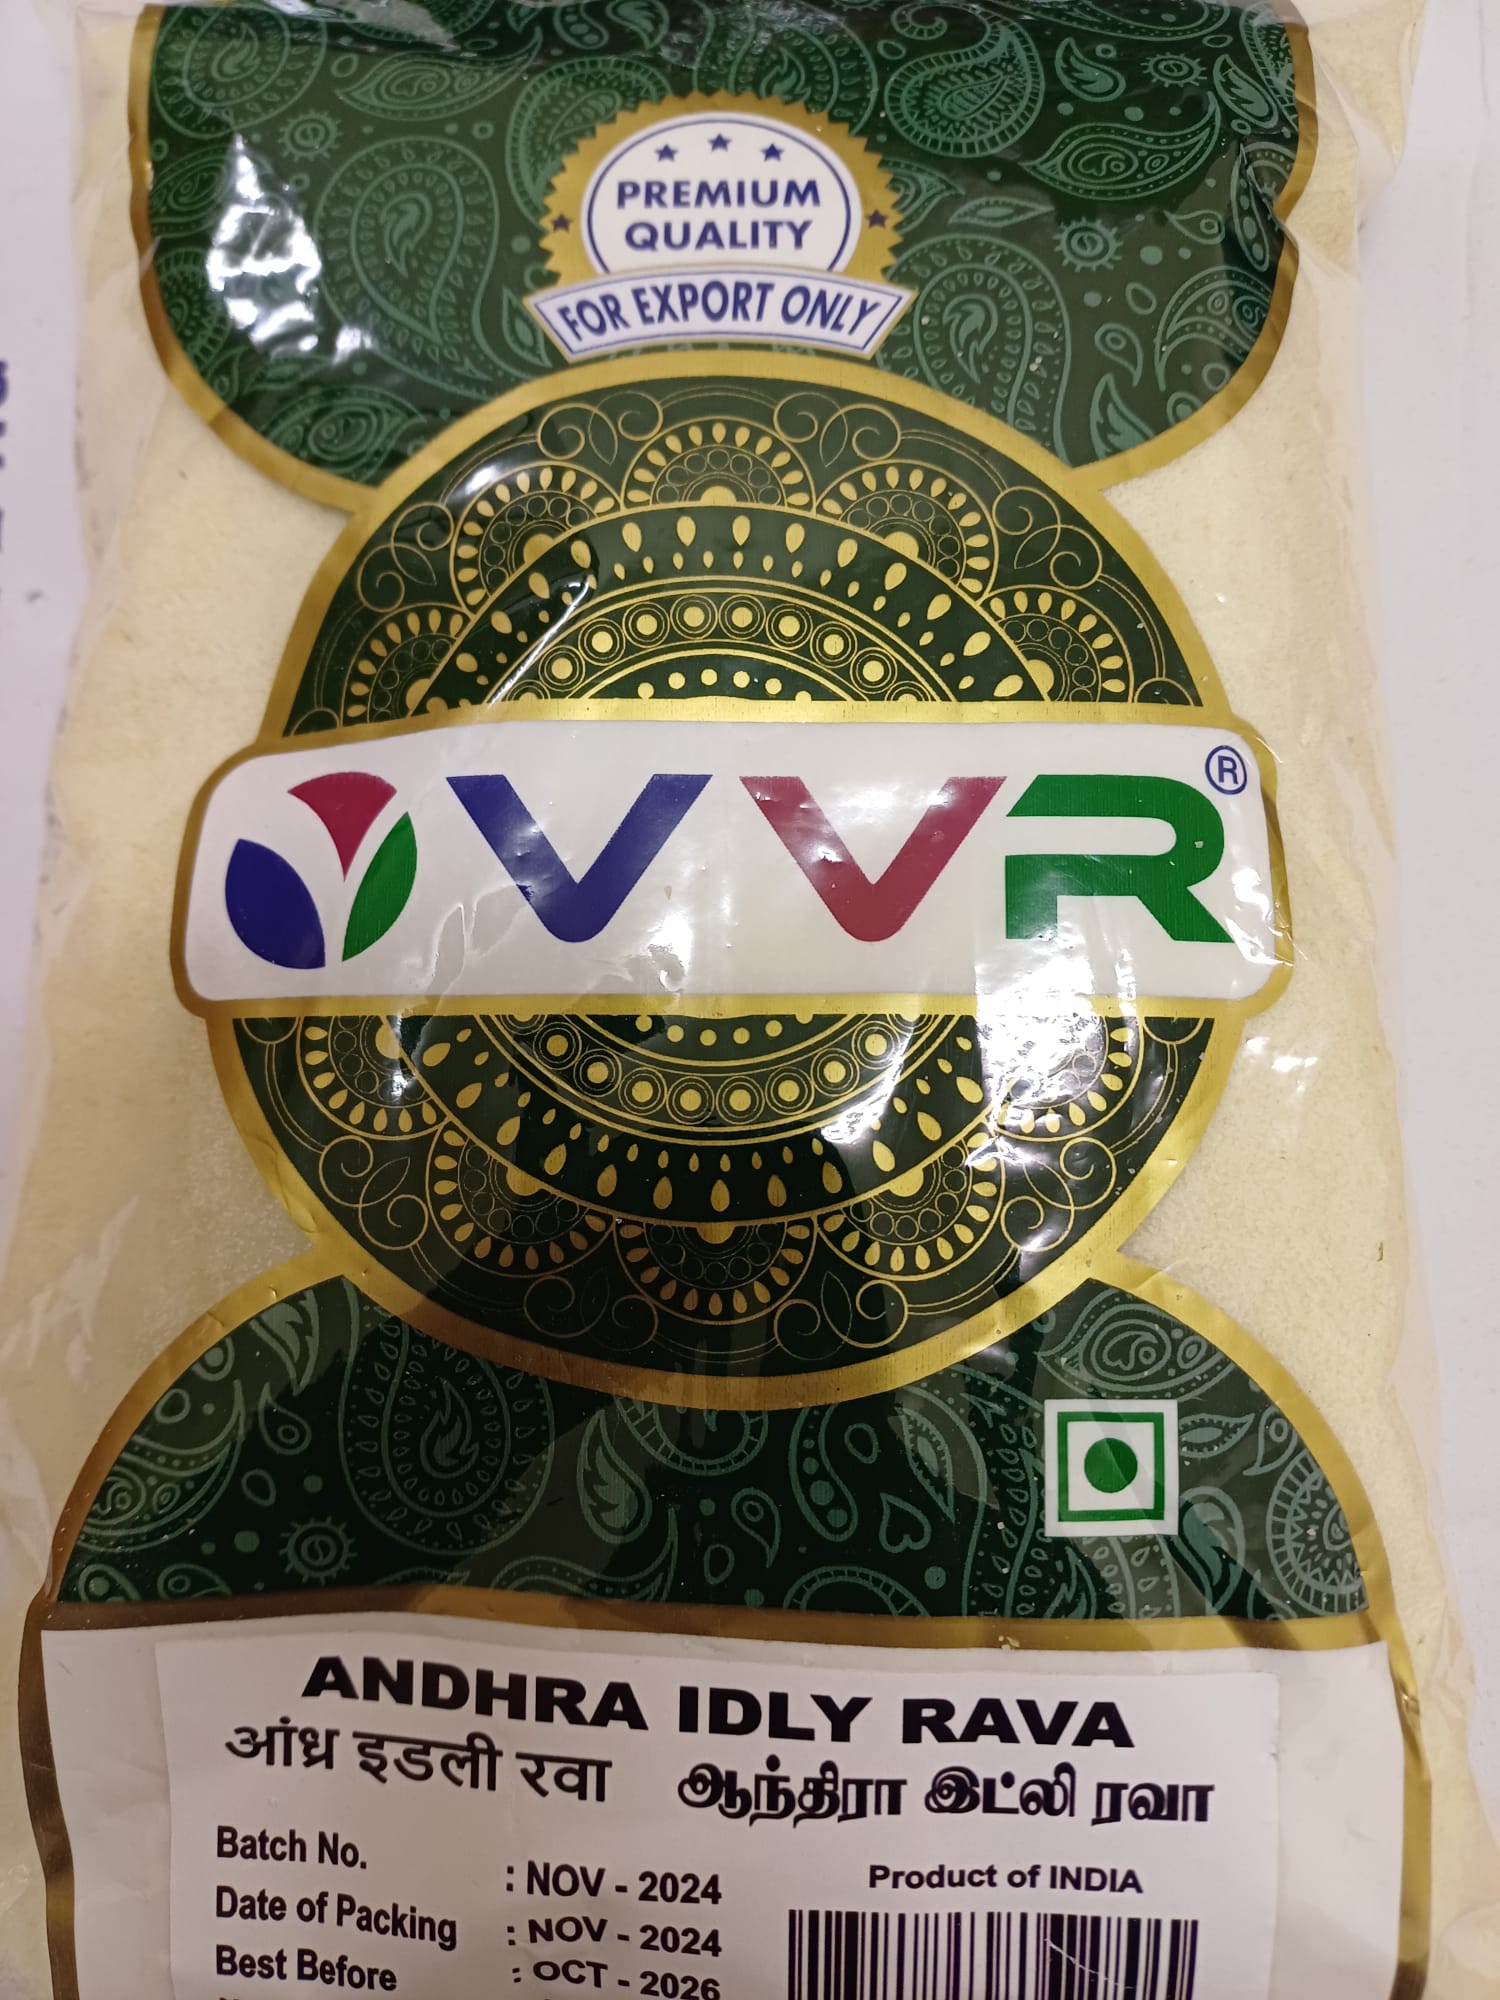 PREMIUM
QUALITY
FOR EXPORT ONLY
VVR®
ANDHRA IDLY RAVA
आंध्र इडली रवा ஆந்திரா இட்லி ரவா
Batch No. : NOV - 2024
Date of Packing : NOV - 2024
Best Before : OCT - 2026
Product of INDIA